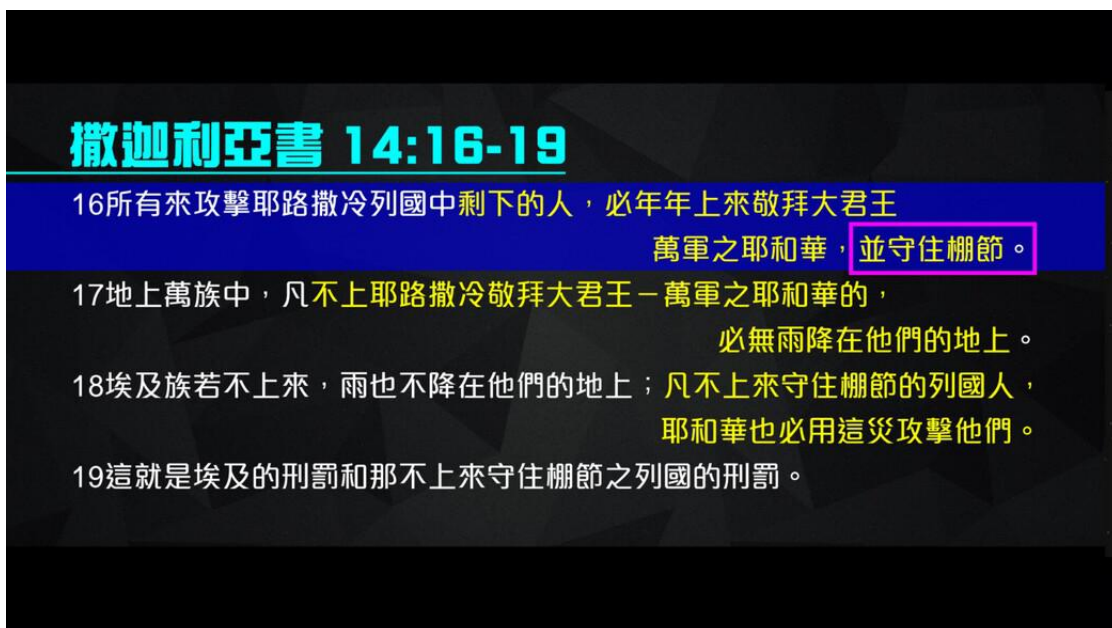 撒迦利亞書 14:16-19
16所有來攻擊耶路撒冷列國中剩下的人，必年年上來敬拜大君王
萬軍之耶和華，並守住棚節。
17地上萬族中，凡不上耶路撒冷敬拜大君王－萬軍之耶和華的，
必無雨降在他們的地上。
18埃及族若不上來，雨也不降在他們的地上；凡不上來守住棚節的列國人，
耶和華也必用這災攻擊他們。
19這就是埃及的刑罰和那不上來守住棚節之列國的刑罰。